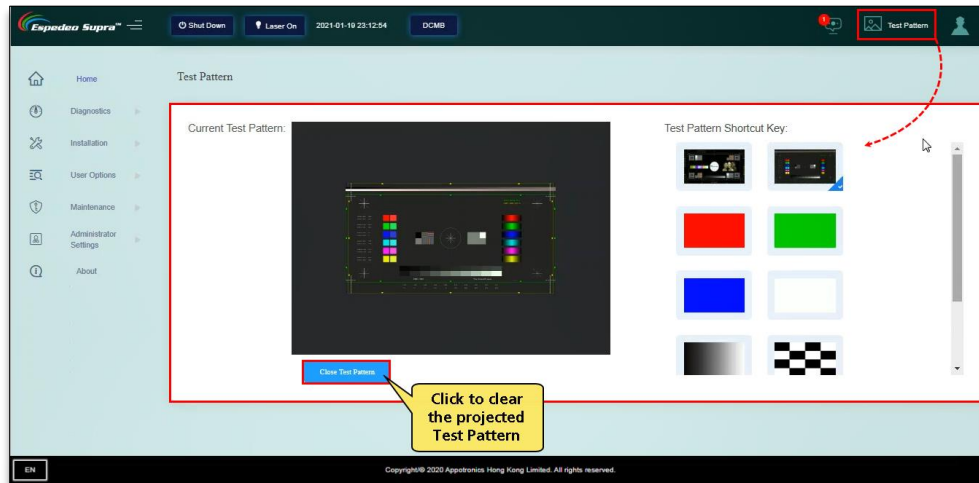 Espedeo Supra™
Shut Down
Laser On
2021-01-19 23:12:54
DCMB
1
Test Pattern
Home
Diagnostics
Installation
User Options
Maintenance
Administrator
Settings
About
Test Pattern
Current Test Pattern:
Test Pattern Shortcut Key:
Close Test Pattern
Click to clear
the projected
Test Pattern
EN
Copyright© 2020 Appotronics Hong Kong Limited. All rights reserved.